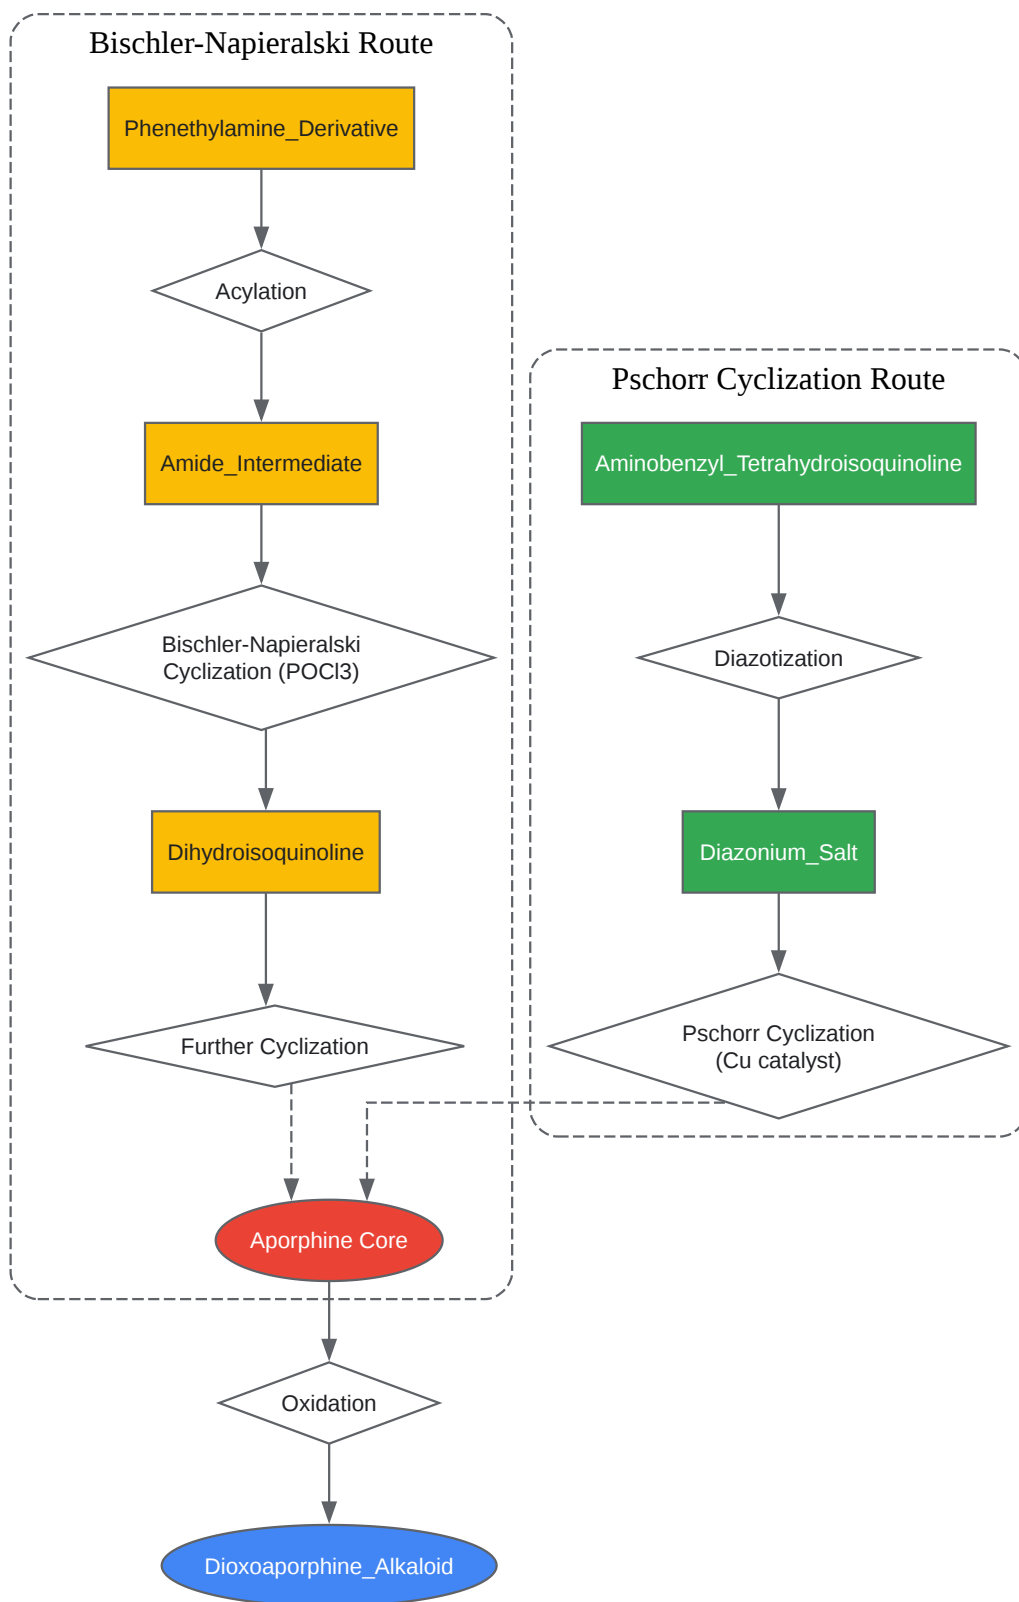 Bischler-Napieralski Route
Phenethylamine_Derivative
Acylation
Amide_Intermediate
Bischler-Napieralski
Cyclization (POCl3)
Dihydroisoquinoline
Further Cyclization
Pschorr Cyclization Route
Aminobenzyl_Tetrahydroisoquinoline
Diazotization
Diazonium_Salt
Pschorr Cyclization
(Cu catalyst)
Aporphine Core
Oxidation
Dioxoaporphine_Alkaloid